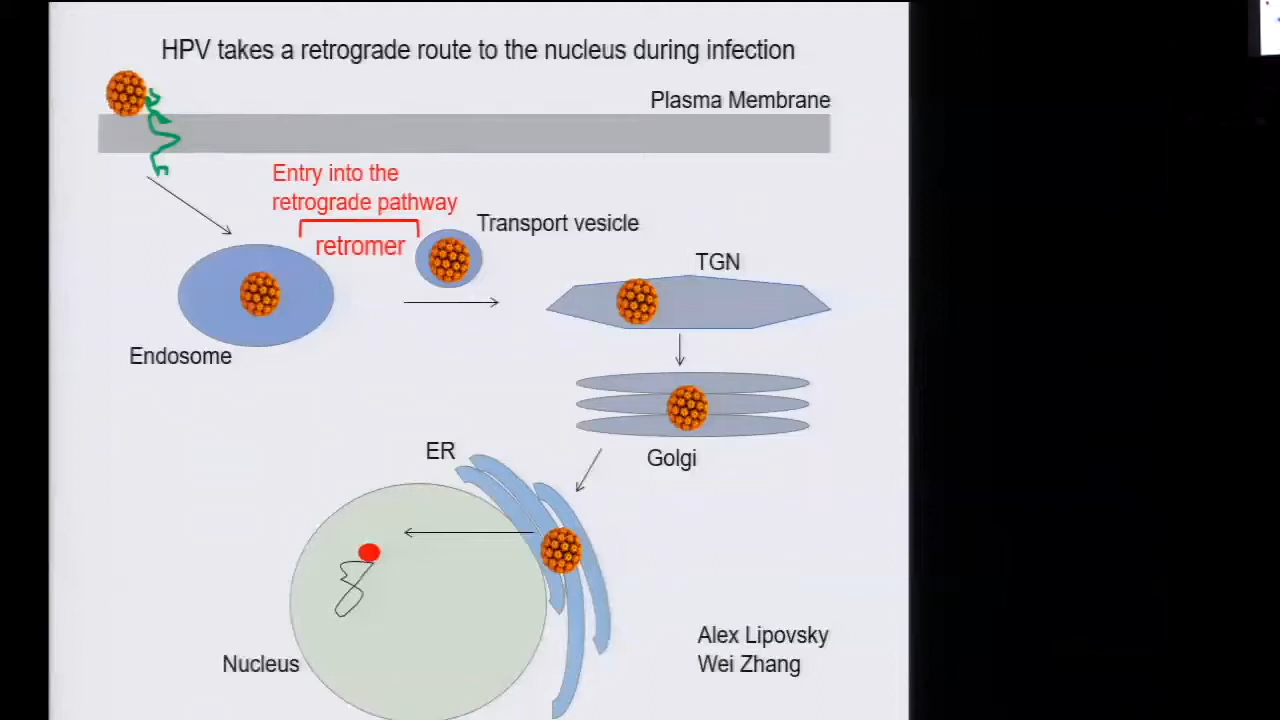 HPV takes a retrograde route to the nucleus during infection
Plasma Membrane
Entry into the
retrograde pathway
retromer
Transport vesicle
TGN
Endosome
Golgi
ER
Nucleus
Alex Lipovsky
Wei Zhang